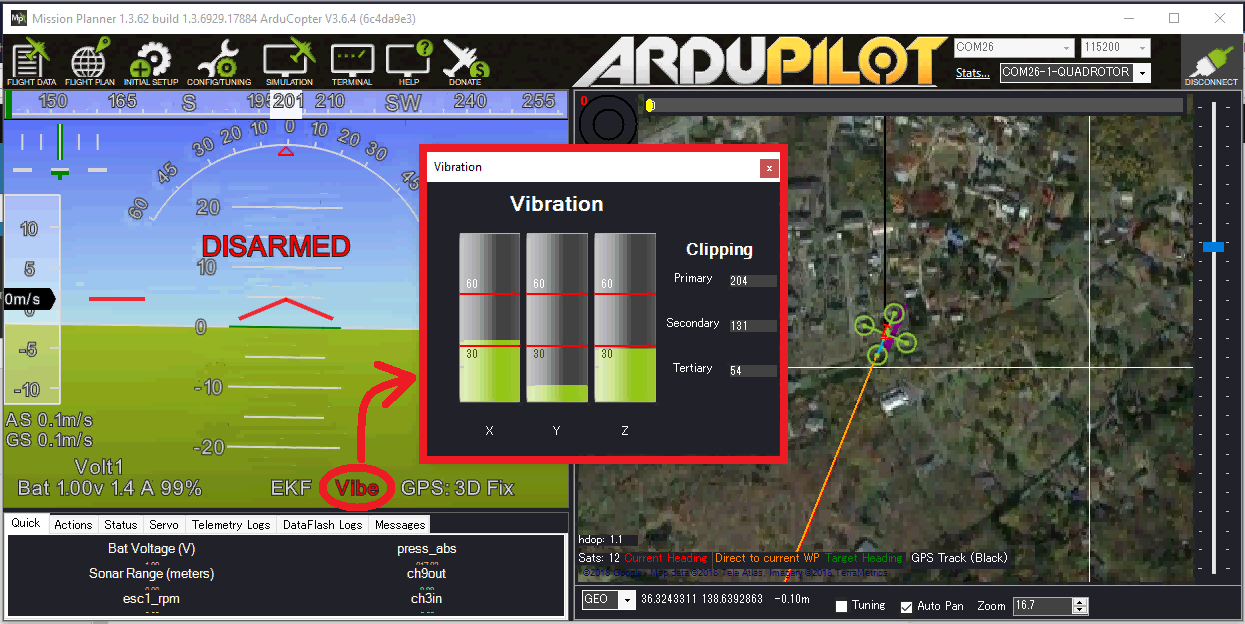 Mission Planner 1.3.62 build 1.3.6929.17884 ArduCopter V3.6.4 (6c4da9e3)
FLIGHT DATA FLIGHT PLAN INITIAL SETUP CONFIG/TUNING SIMULATION TERMINAL HELP DONATE
ARDUPILOT
COM26 115200
Stats... COM26-1-QUADROTOR
DISCONNECT
150 165 S 195 201 210 SW 240 255
0
60 45 30 20 10 0 10 20 30 45
20
DISARMED
10
0
-10
-20
10
5
0m/s
0
-5
-10
AS 0.1m/s
GS 0.1m/s
Volt1
Bat 1.00v 1.4 A 99% EKF Vibe GPS: 3D Fix
Vibration
x
Vibration
60 60 60
30 30 30
X Y Z
Clipping
Primary 204
Secondary 131
Tertiary 54
Quick Actions Status Servo Telemetry Logs DataFlash Logs Messages
Bat Voltage (V) press_abs
Sonar Range (meters) ch9out
esc1_rpm ch3in
hdop: 1.1
Sats: 12 Current Heading Direct to current WP Target Heading GPS Track (Black)
GEO 36.3243311 138.6392863 -0.10m Tuning Auto Pan Zoom 16.7